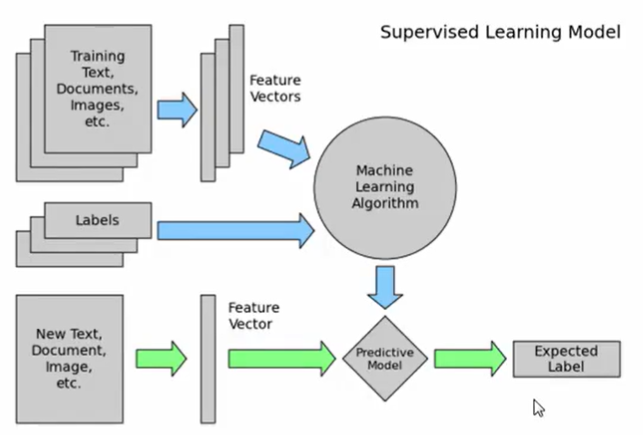 Supervised Learning Model
Training
Text,
Documents,
Images,
etc.
Feature
Vectors
Machine
Learning
Algorithm
Labels
Feature
Vector
New Text,
Document,
Image,
etc.
Predictive
Model
Expected
Label